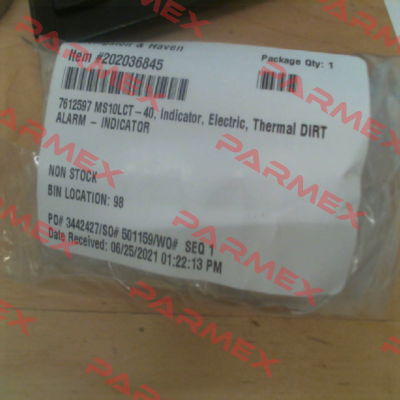 & Haven
Package Qty: 1
Item #202036845
7612597 MS10LCT-40, Indicator, Electric, Thermal DIRT
ALARM - INDICATOR
NON STOCK
BIN LOCATION: 98
PO# 3442427/SO# 501159/WO# SEQ 1
Date Received: 06/25/2021 01:22:13 PM
PARMEX
PARMEX
PARMEX
PARMEX
PARMEX
PARMEX